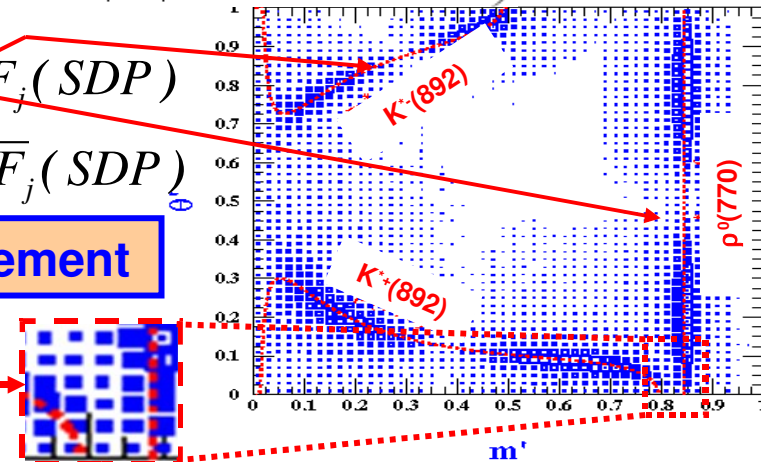 F_j ( SDP )
F̅_j ( SDP )
ement
K*-(892)
K*+(892)
ρ⁰(770)
θ
1
0.9
0.8
0.7
0.6
0.5
0.4
0.3
0.2
0.1
0
0 0.1 0.2 0.3 0.4 0.5 0.6 0.7 0.8 0.9
m'